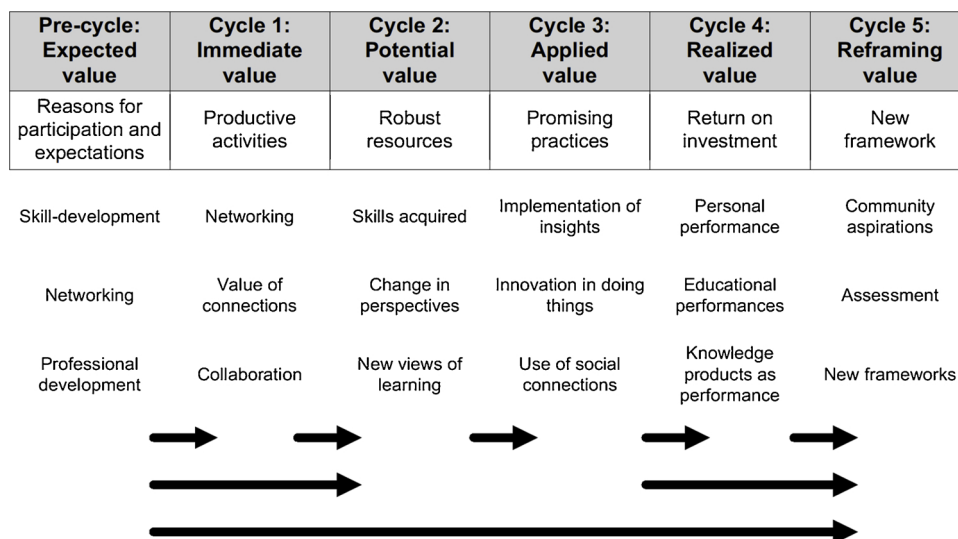 Pre-cycle:
Expected
value
Cycle 1:
Immediate
value
Cycle 2:
Potential
value
Cycle 3:
Applied
value
Cycle 4:
Realized
value
Cycle 5:
Reframing
value
Reasons for
participation and
expectations
Productive
activities
Robust
resources
Promising
practices
Return on
investment
New
framework
Skill-development
Networking
Skills acquired
Implementation of
insights
Personal
performance
Community
aspirations
Networking
Value of
connections
Change in
perspectives
Innovation in doing
things
Educational
performances
Assessment
Professional
development
Collaboration
New views of
learning
Use of social
connections
Knowledge
products as
performance
New frameworks